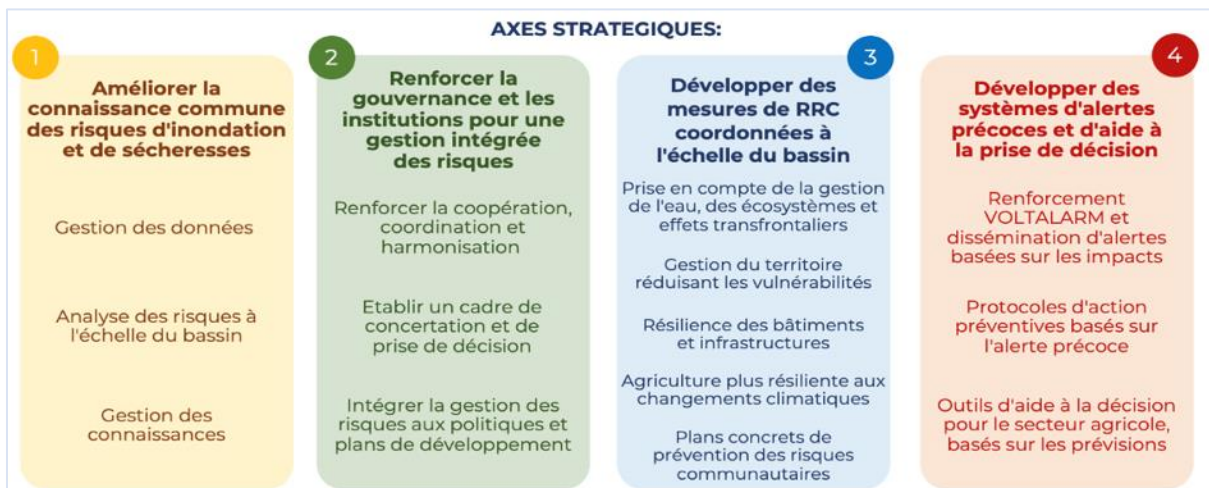 AXES STRATEGIQUES:
1
Améliorer la
connaissance commune
des risques d'inondation
et de sécheresses
Gestion des données
Analyse des risques à
l'échelle du bassin
Gestion des
connaissances
2
Renforcer la
gouvernance et les
institutions pour une
gestion intégrée
des risques
Renforcer la coopération,
coordination et
harmonisation
Etablir un cadre de
concertation et de
prise de décision
Intégrer la gestion des
risques aux politiques et
plans de développement
3
Développer des
mesures de RRC
coordonnées à
l'échelle du bassin
Prise en compte de la gestion
de l'eau, des écosystèmes et
effets transfrontaliers
Gestion du territoire
réduisant les vulnérabilités
Résilience des bâtiments
et infrastructures
Agriculture plus résiliente aux
changements climatiques
Plans concrets de
prévention des risques
communautaires
4
Développer des
systèmes d'alertes
précoces et d'aide à
la prise de décision
Renforcement
VOLTALARM et
dissémination d'alertes
basées sur les impacts
Protocoles d'action
préventives basés sur
l'alerte précoce
Outils d'aide à la décision
pour le secteur agricole,
basés sur les prévisions